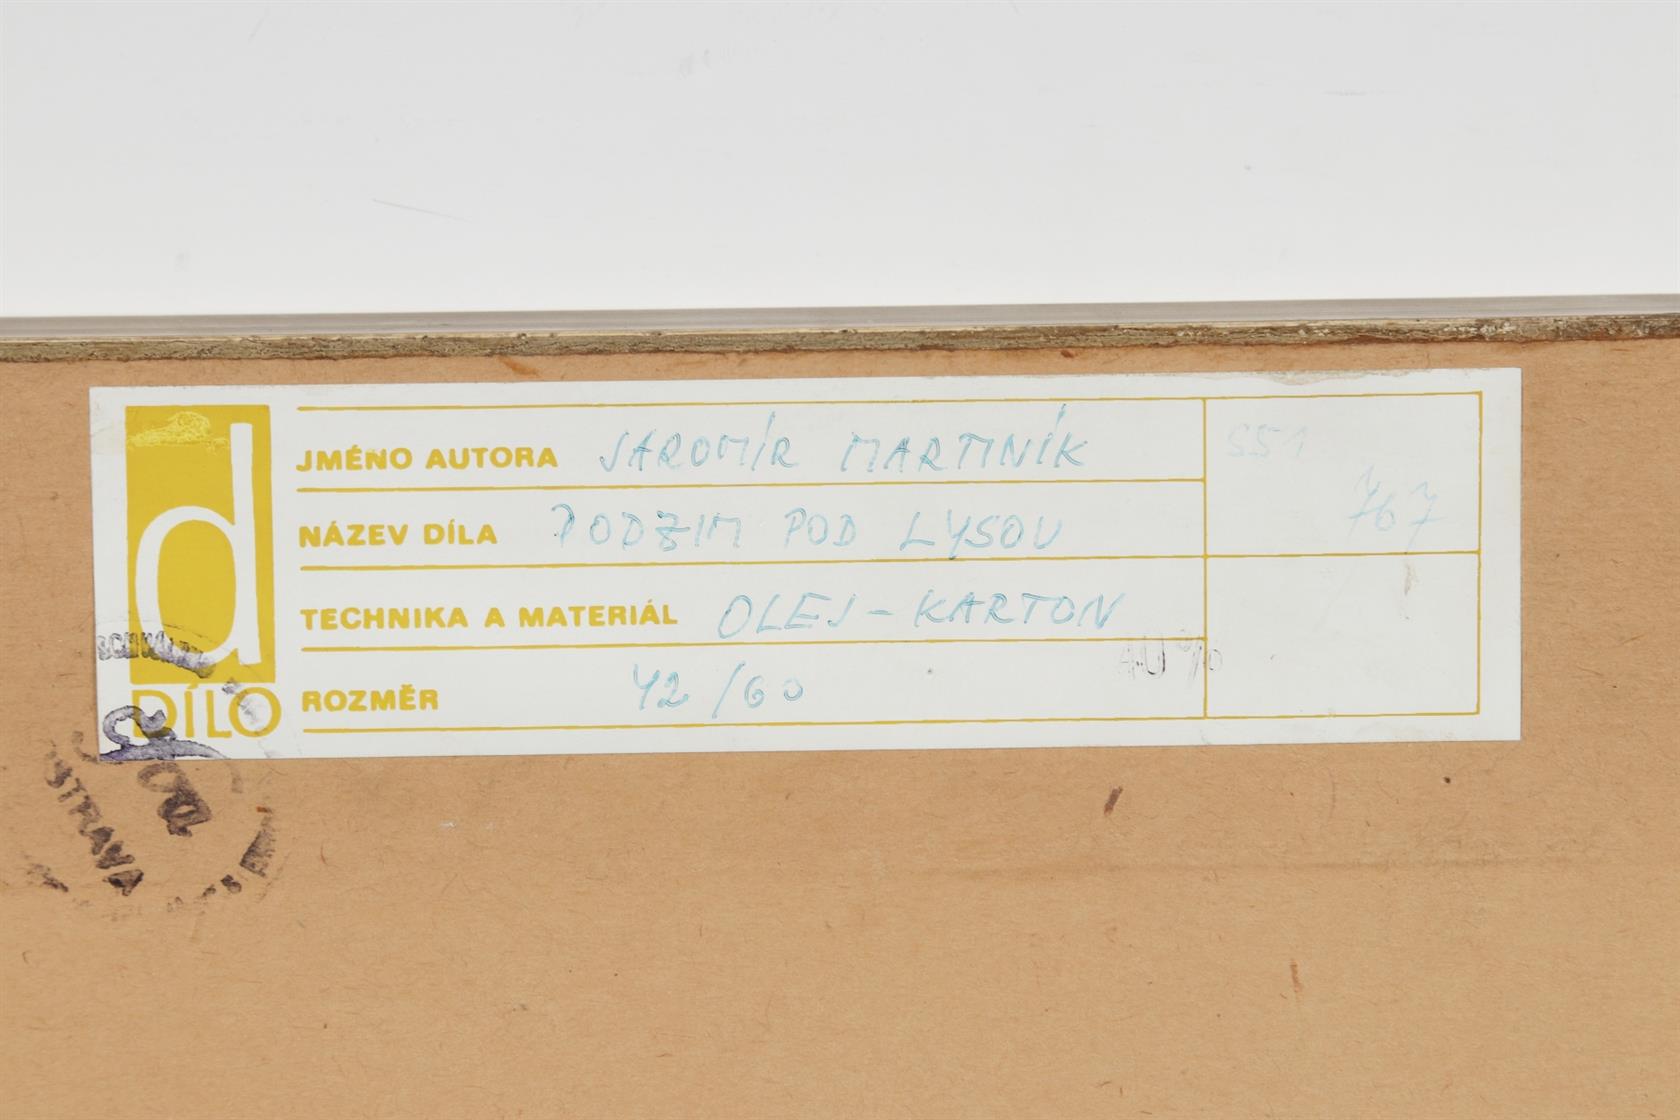 d
DÍLO
JMÉNO AUTORA JAROMÍR MARTINÍK
NÁZEV DÍLA PODZIM POD LYSOU
TECHNIKA A MATERIÁL OLEJ - KARTON
ROZMĚR 42 / 60
551
767
OSTRAVA